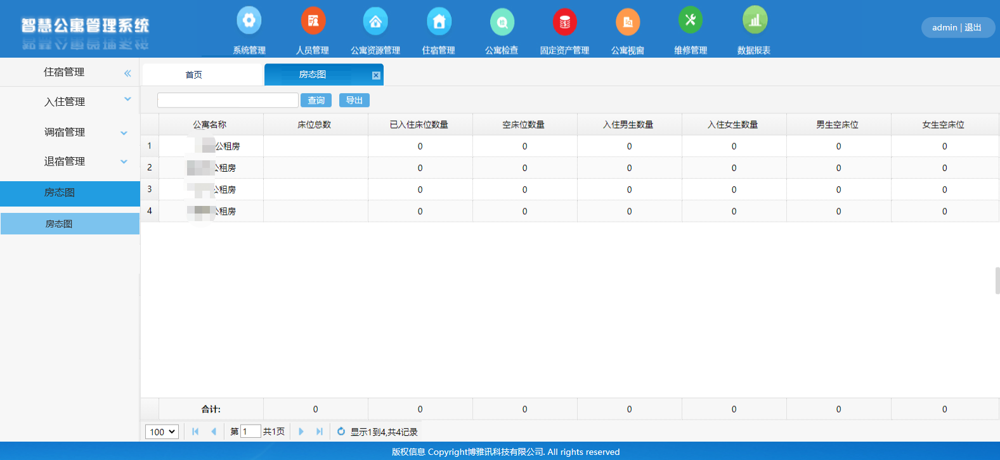 智慧公寓管理系统
系统管理 人员管理 公寓资源管理 住宿管理 公寓检查 固定资产管理 公寓视窗 维修管理 数据报表
admin | 退出
住宿管理
入住管理
调宿管理
退宿管理
房态图
房态图
首页 房态图
查询 导出
公寓名称 床位总数 已入住床位数量 空床位数量 入住男生数量 入住女生数量 男生空床位 女生空床位
1 公租房 0 0 0 0 0 0
2 公租房 0 0 0 0 0 0
3 公租房 0 0 0 0 0 0
4 公租房 0 0 0 0 0 0
合计: 0 0 0 0 0 0 0
100 第 1 共1页 显示1到4,共4记录
版权信息 Copyright博雅讯科技有限公司. All rights reserved